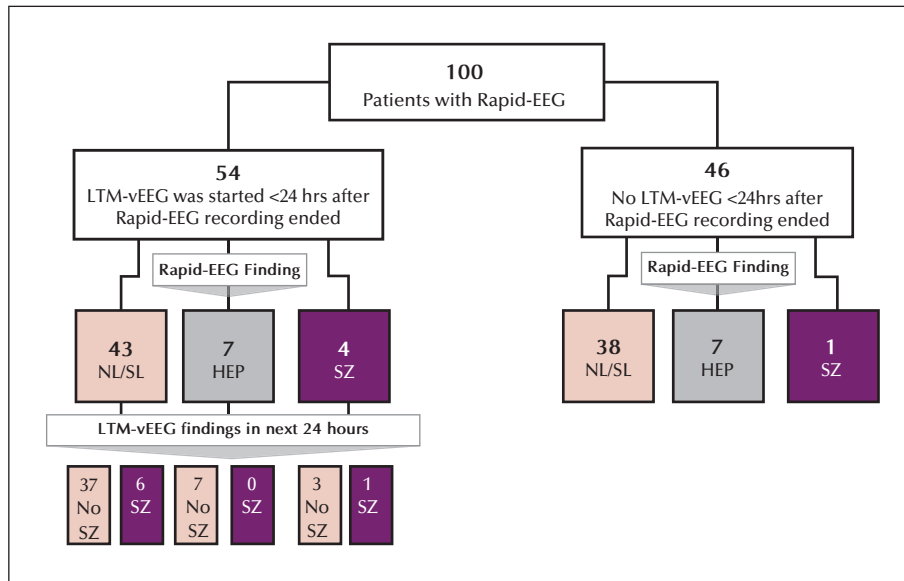 100
Patients with Rapid-EEG
54
LTM-vEEG was started <24 hrs after
Rapid-EEG recording ended
46
No LTM-vEEG <24hrs after
Rapid-EEG recording ended
Rapid-EEG Finding
Rapid-EEG Finding
43
NL/SL
7
HEP
4
SZ
38
NL/SL
7
HEP
1
SZ
LTM-vEEG findings in next 24 hours
37
No
SZ
6
SZ
7
No
SZ
0
SZ
3
No
SZ
1
SZ